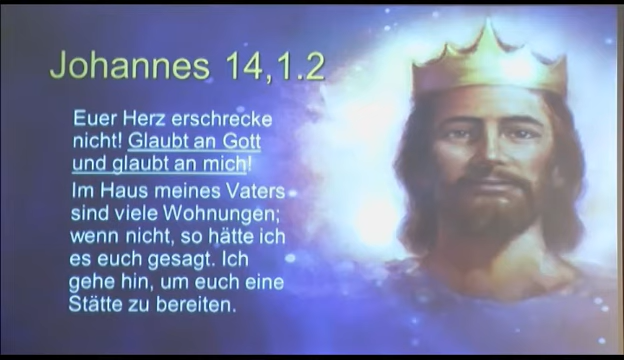 Johannes 14,1.2
Euer Herz erschrecke
nicht! Glaubt an Gott
und glaubt an mich!
Im Haus meines Vaters
sind viele Wohnungen;
wenn nicht, so hätte ich
es euch gesagt. Ich
gehe hin, um euch eine
Stätte zu bereiten.